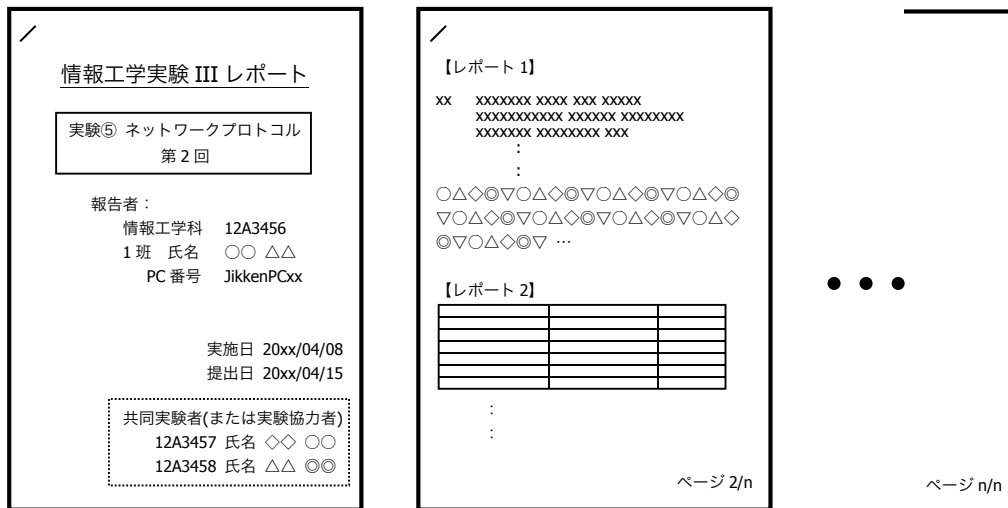 情報工学実験 III レポート
実験⑤ ネットワークプロトコル
第 2 回
報告者：
情報工学科 12A3456
1 班 氏名 ○○ △△
PC 番号 JikkenPCxx
実施日 20xx/04/08
提出日 20xx/04/15
共同実験者(または実験協力者)
12A3457 氏名 ◇◇ ○○
12A3458 氏名 △△ ◎◎
【レポート 1】
xx xxxxxxx xxxx xxx xxxxx
xxxxxxxxxxx xxxxxx xxxxxxxx
xxxxxxx xxxxxxxx xxx
：
：
○△◇◎▽○△◇◎▽○△◇◎▽○△◇◎
▽○△◇◎▽○△◇◎▽○△◇◎▽○△◇
◎▽○△◇◎▽ …
【レポート 2】
：
：
ページ 2/n
● ● ●
ページ n/n